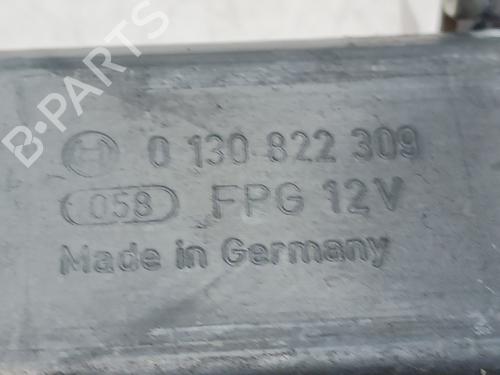 B-PARTS
0 130 822 309
058 FPG 12V
Made in Germany